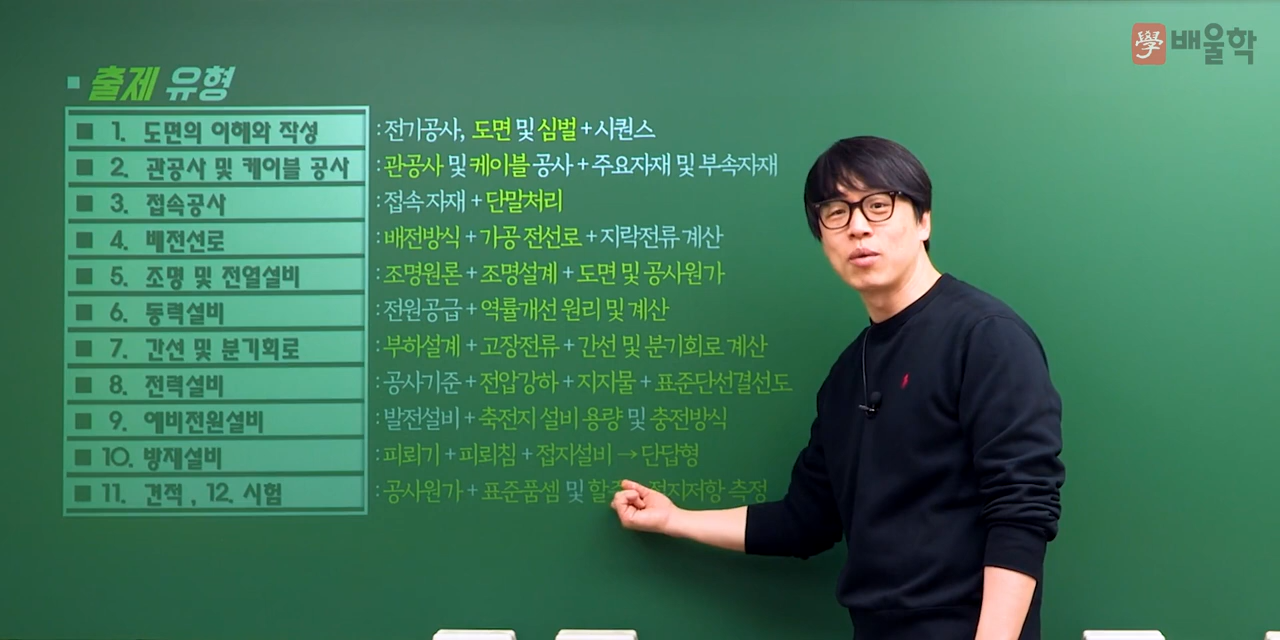 學 배울학
▪ 출제 유형
■ 1. 도면의 이해와 작성 : 전기공사, 도면 및 심벌 + 시퀀스
■ 2. 관공사 및 케이블 공사 : 관공사 및 케이블 공사 + 주요자재 및 부속자재
■ 3. 접속공사 : 접속 자재 + 단말처리
■ 4. 배전선로 : 배전방식 + 가공 전선로 + 지락전류 계산
■ 5. 조명 및 전열설비 : 조명원론 + 조명설계 + 도면 및 공사원가
■ 6. 동력설비 : 전원공급 + 역률개선 원리 및 계산
■ 7. 간선 및 분기회로 : 부하설계 + 고장전류 + 간선 및 분기회로 계산
■ 8. 전력설비 : 공사기준 + 전압강하 + 지지물 + 표준단선결선도
■ 9. 예비전원설비 : 발전설비 + 축전지 설비 용량 및 충전방식
■ 10. 방재설비 : 피뢰기 + 피뢰침 + 접지설비 → 단답형
■ 11. 견적 , 12. 시험 : 공사원가 + 표준품셈 및 접지저항 측정